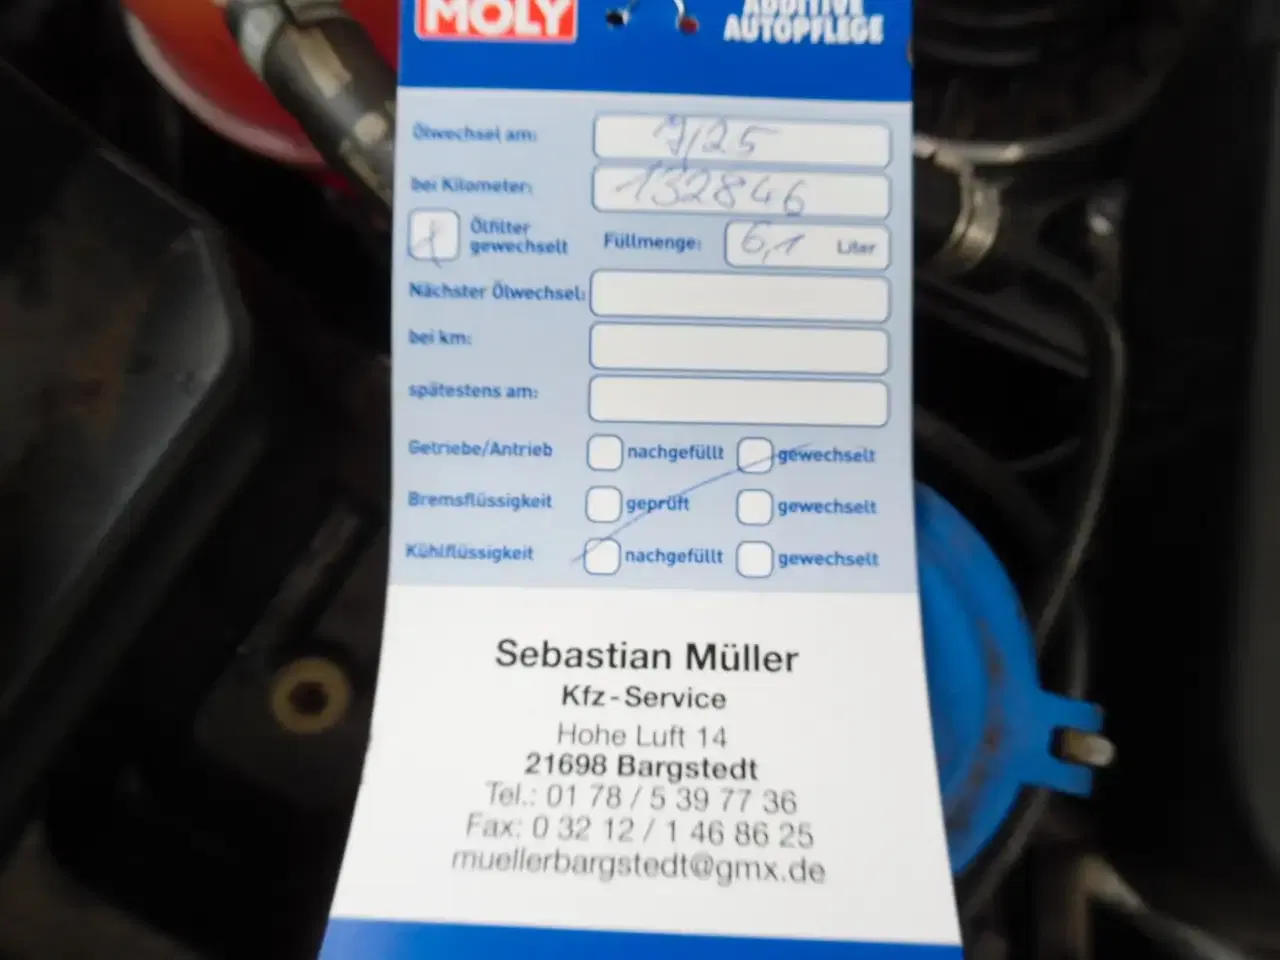 MOLY
ADDITIVE
AUTOPFLEGE
Ölwechsel am: 7/25
bei Kilometer: 132846
Ölfilter
gewechselt
Füllmenge: 6,1 Liter
Nächster Ölwechsel:
bei km:
spätestens am:
Getriebe/Antrieb nachgefüllt gewechselt
Bremsflüssigkeit geprüft gewechselt
Kühlflüssigkeit nachgefüllt gewechselt
Sebastian Müller
Kfz-Service
Hohe Luft 14
21698 Bargstedt
Tel.: 01 78 / 5 39 77 36
Fax: 0 32 12 / 1 46 86 25
muellerbargstedt@gmx.de